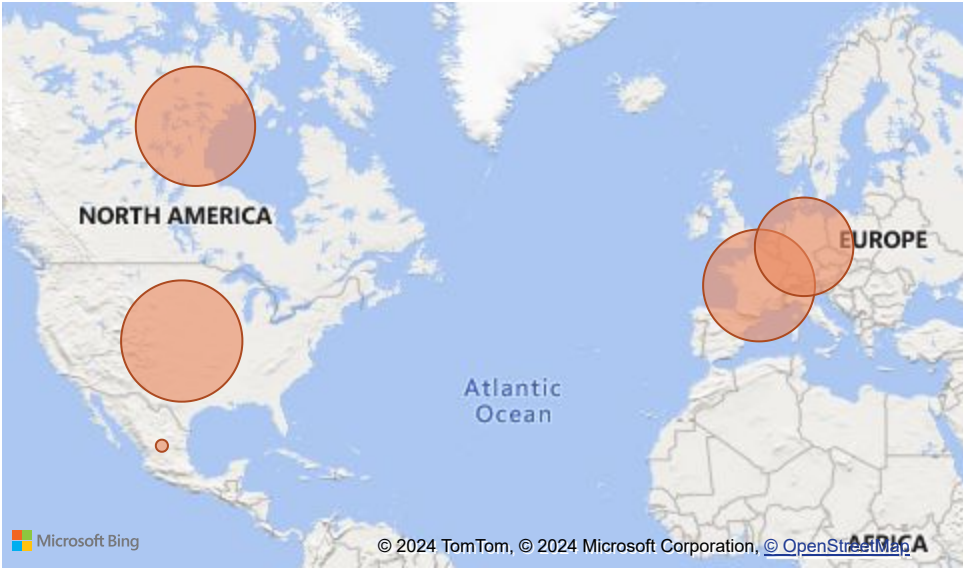 NORTH AMERICA
EUROPE
Atlantic
Ocean
Microsoft Bing
© 2024 TomTom, © 2024 Microsoft Corporation, © OpenStreetMap
AFRICA